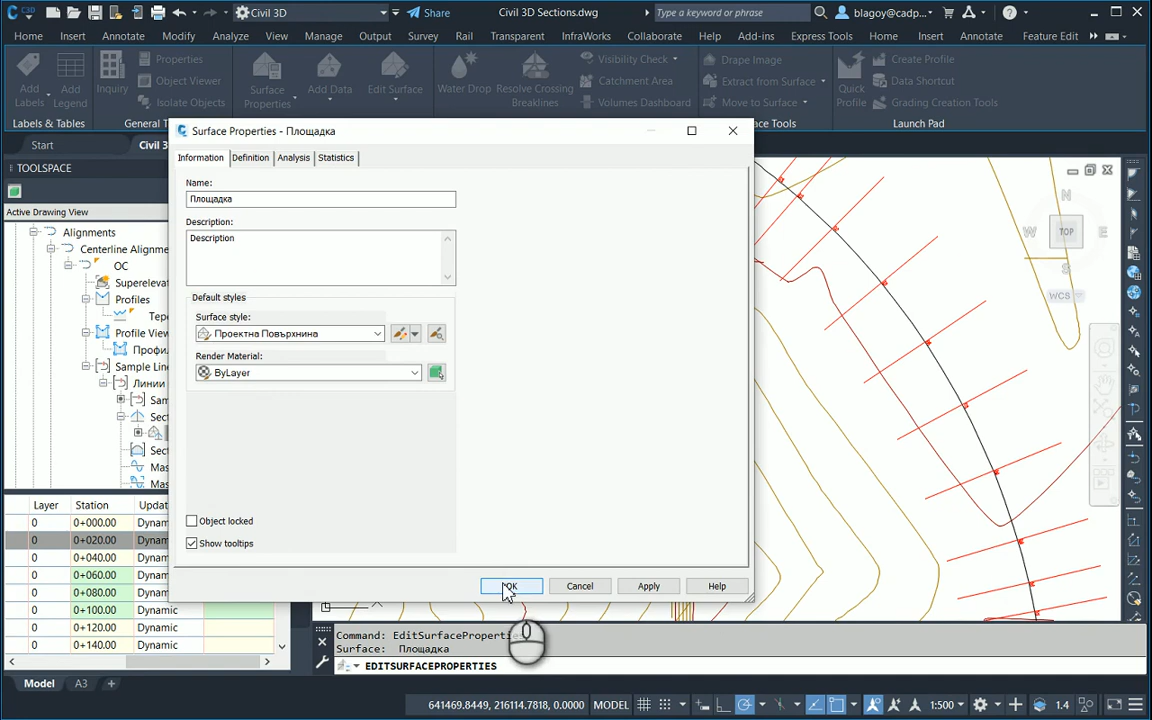 C3D
Civil 3D
Share
Civil 3D Sections.dwg
Type a keyword or phrase
blagoy@cadp...
Home Insert Annotate Modify Analyze View Manage Output Survey Rail Transparent InfraWorks Collaborate Help Add-ins Express Tools Home Insert Annotate Feature Edit
Add Labels
Add Legend
Inquiry
Properties
Object Viewer
Isolate Objects
Surface Properties
Add Data
Edit Surface
Water Drop
Resolve Crossing Breaklines
Visibility Check
Catchment Area
Volumes Dashboard
Drape Image
Extract from Surface
Move to Surface
Quick Profile
Create Profile
Data Shortcut
Grading Creation Tools
Labels & Tables
General T
ce Tools
Launch Pad
Start
Civil 3
TOOLSPACE
Active Drawing View
Alignments
Centerline Alignme
ОС
Superelevat
Profiles
Тере
Profile View
Профил
Sample Line
Линии
Sam
Sect
Sect
Mas
Mas
Layer Station Updat
0 0+000.00 Dynam
0 0+020.00 Dynam
0 0+040.00 Dynam
0 0+060.00 Dynam
0 0+080.00 Dynam
0 0+100.00 Dynamic
0 0+120.00 Dynamic
0 0+140.00 Dynamic
Surface Properties - Площадка
Information Definition Analysis Statistics
Name:
Площадка
Description:
Description
Default styles
Surface style:
Проектна Повърхнина
Render Material:
ByLayer
Object locked
Show tooltips
OK Cancel Apply Help
N
W TOP E
S
WCS
Command: EditSurfaceProperties
Surface: Площадка
EDITSURFACEPROPERTIES
Model A3 +
641469.8449, 216114.7818, 0.0000 MODEL
1:500
1.4